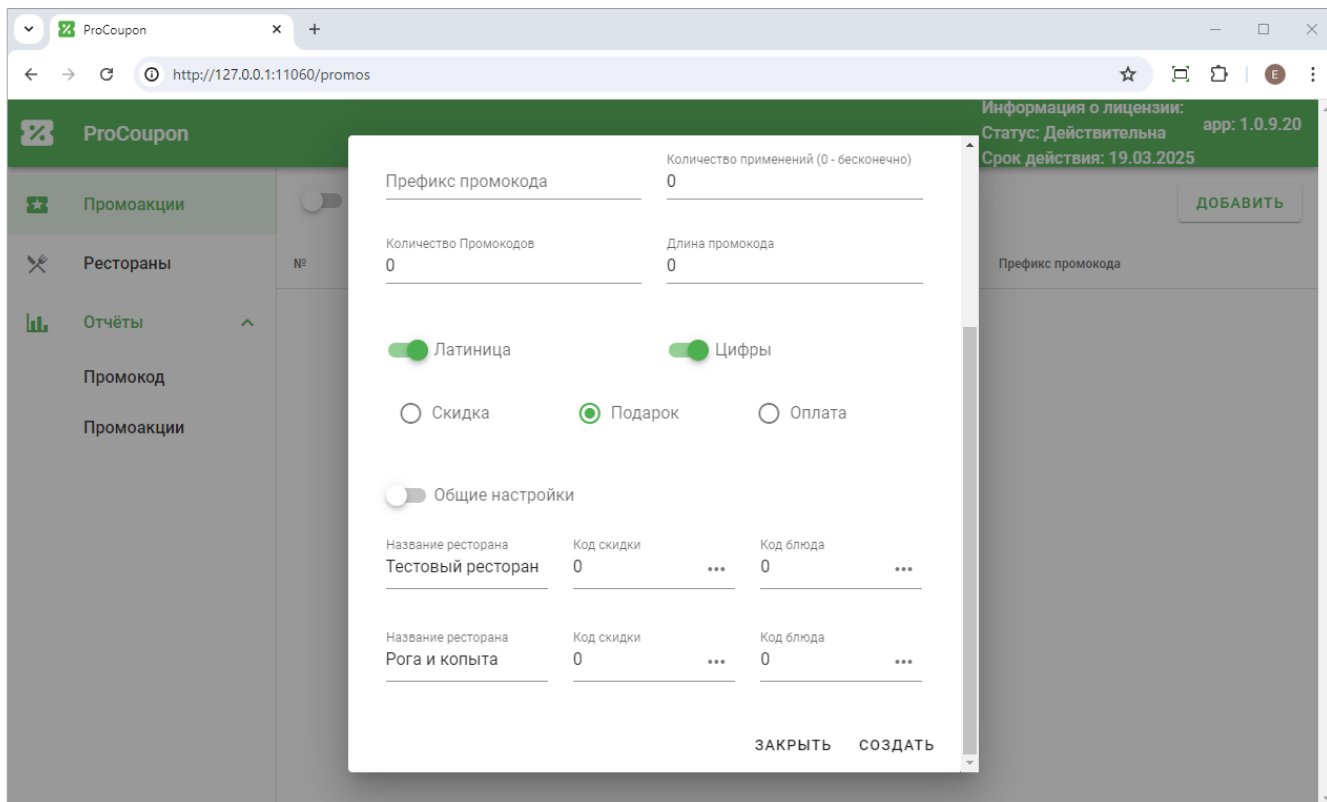 ProCoupon
http://127.0.0.1:11060/promos
E
ProCoupon
Информация о лицензии:
Статус: Действительна
Срок действия: 19.03.2025
app: 1.0.9.20
Промоакции
Рестораны
Отчёты
Промокод
Промоакции
ДОБАВИТЬ
№
Префикс промокода
Префикс промокода
Количество применений (0 - бесконечно)
0
Количество Промокодов
0
Длина промокода
0
Латиница
Цифры
Скидка
Подарок
Оплата
Общие настройки
Название ресторана
Тестовый ресторан
Код скидки
0
Код блюда
0
Название ресторана
Рога и копыта
Код скидки
0
Код блюда
0
ЗАКРЫТЬ
СОЗДАТЬ